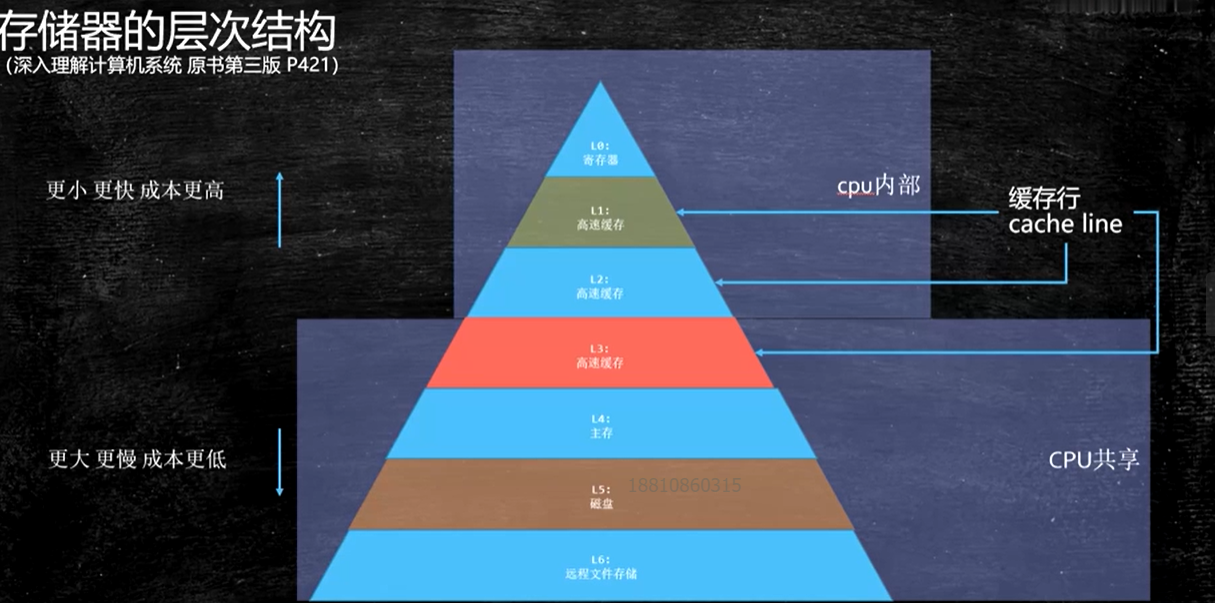 存储器的层次结构
(深入理解计算机系统 原书第三版 P421)
L0:
寄存器
更小 更快 成本更高
cpu内部
缓存行
cache line
L1:
高速缓存
L2:
高速缓存
L3:
高速缓存
L4:
主存
更大 更慢 成本更低
CPU共享
L5:
磁盘
18810860315
L6:
远程文件存储